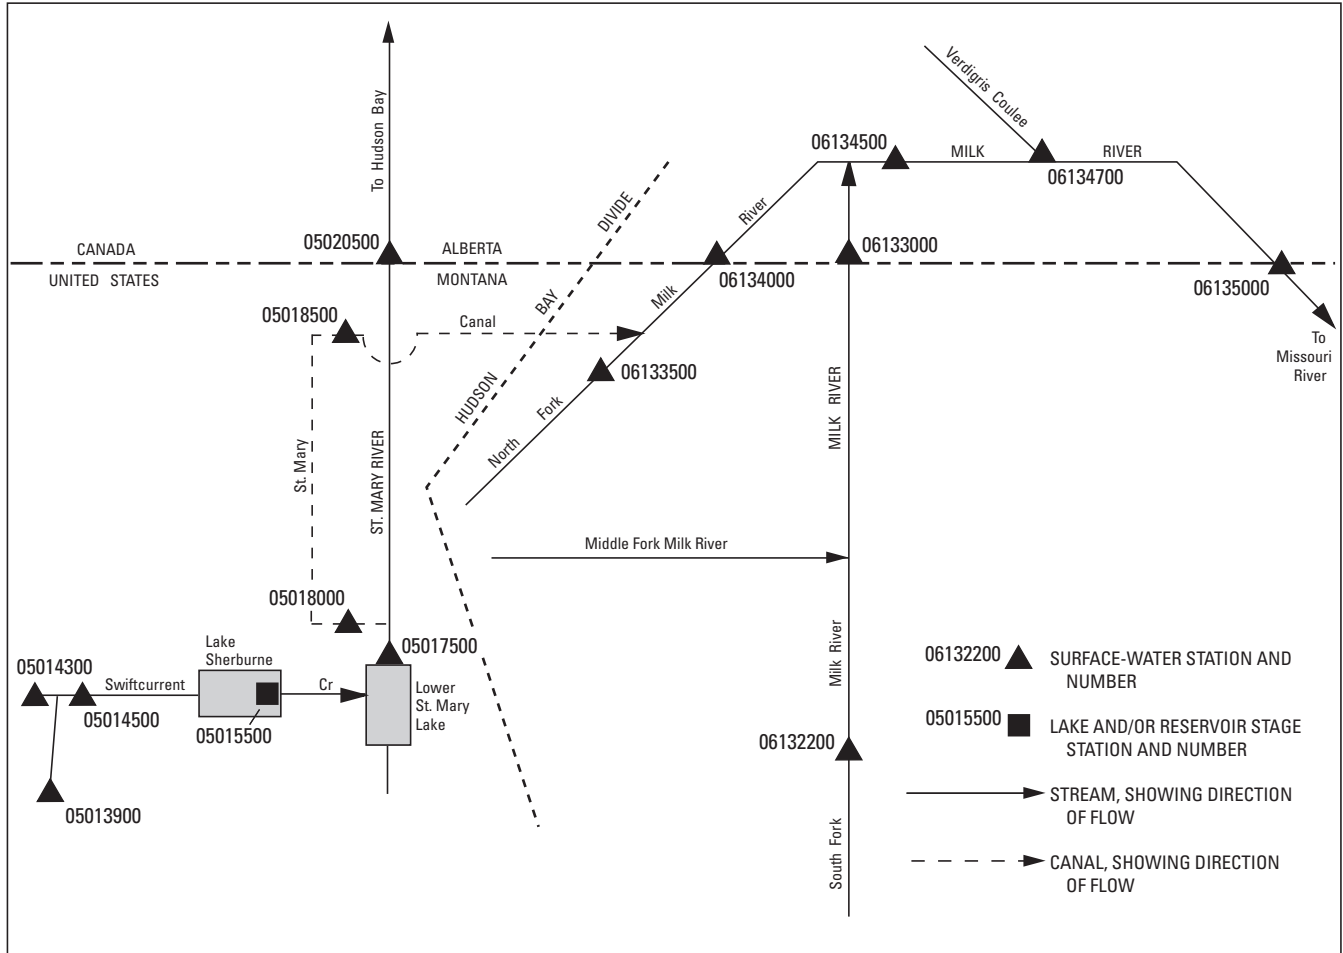 To Hudson Bay
Verdigris Coulee
06134500
MILK
RIVER
06134700
River
DIVIDE
05020500
CANADA
ALBERTA
06133000
UNITED STATES
MONTANA
06134000
06135000
Milk
BAY
05018500
Canal
To
Missouri
River
06133500
HUDSON
Fork
North
MILK RIVER
St. Mary
ST. MARY RIVER
Middle Fork Milk River
05018000
05017500
Lake
Sherburne
05014300
Swiftcurrent
Cr
Lower
St. Mary
Lake
05014500
05015500
05013900
Milk River
06132200
South Fork
06132200
SURFACE-WATER STATION AND
NUMBER
05015500
LAKE AND/OR RESERVOIR STAGE
STATION AND NUMBER
STREAM, SHOWING DIRECTION
OF FLOW
CANAL, SHOWING DIRECTION
OF FLOW